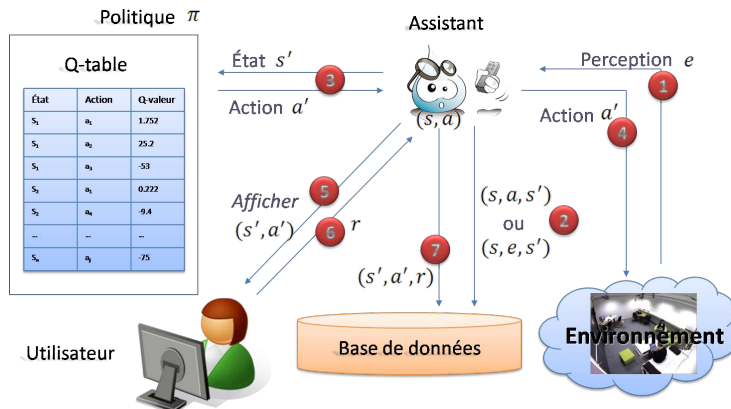 Politique π
Assistant
Q-table
État Action Q-valeur
S₁ a₁ 1.752
S₁ a₂ 25.2
S₁ a₃ -53
S₂ a₁ 0.222
S₂ a₄ -9.4
... ... ...
Sₙ aⱼ -75
État s′
3
Action a′
(s, a)
Perception e
1
Action a′
4
5
Afficher
(s′, a′)
6
r
(s, a, s′)
ou
(s, e, s′)
2
7
(s′, a′, r)
Utilisateur
Base de données
Environnement